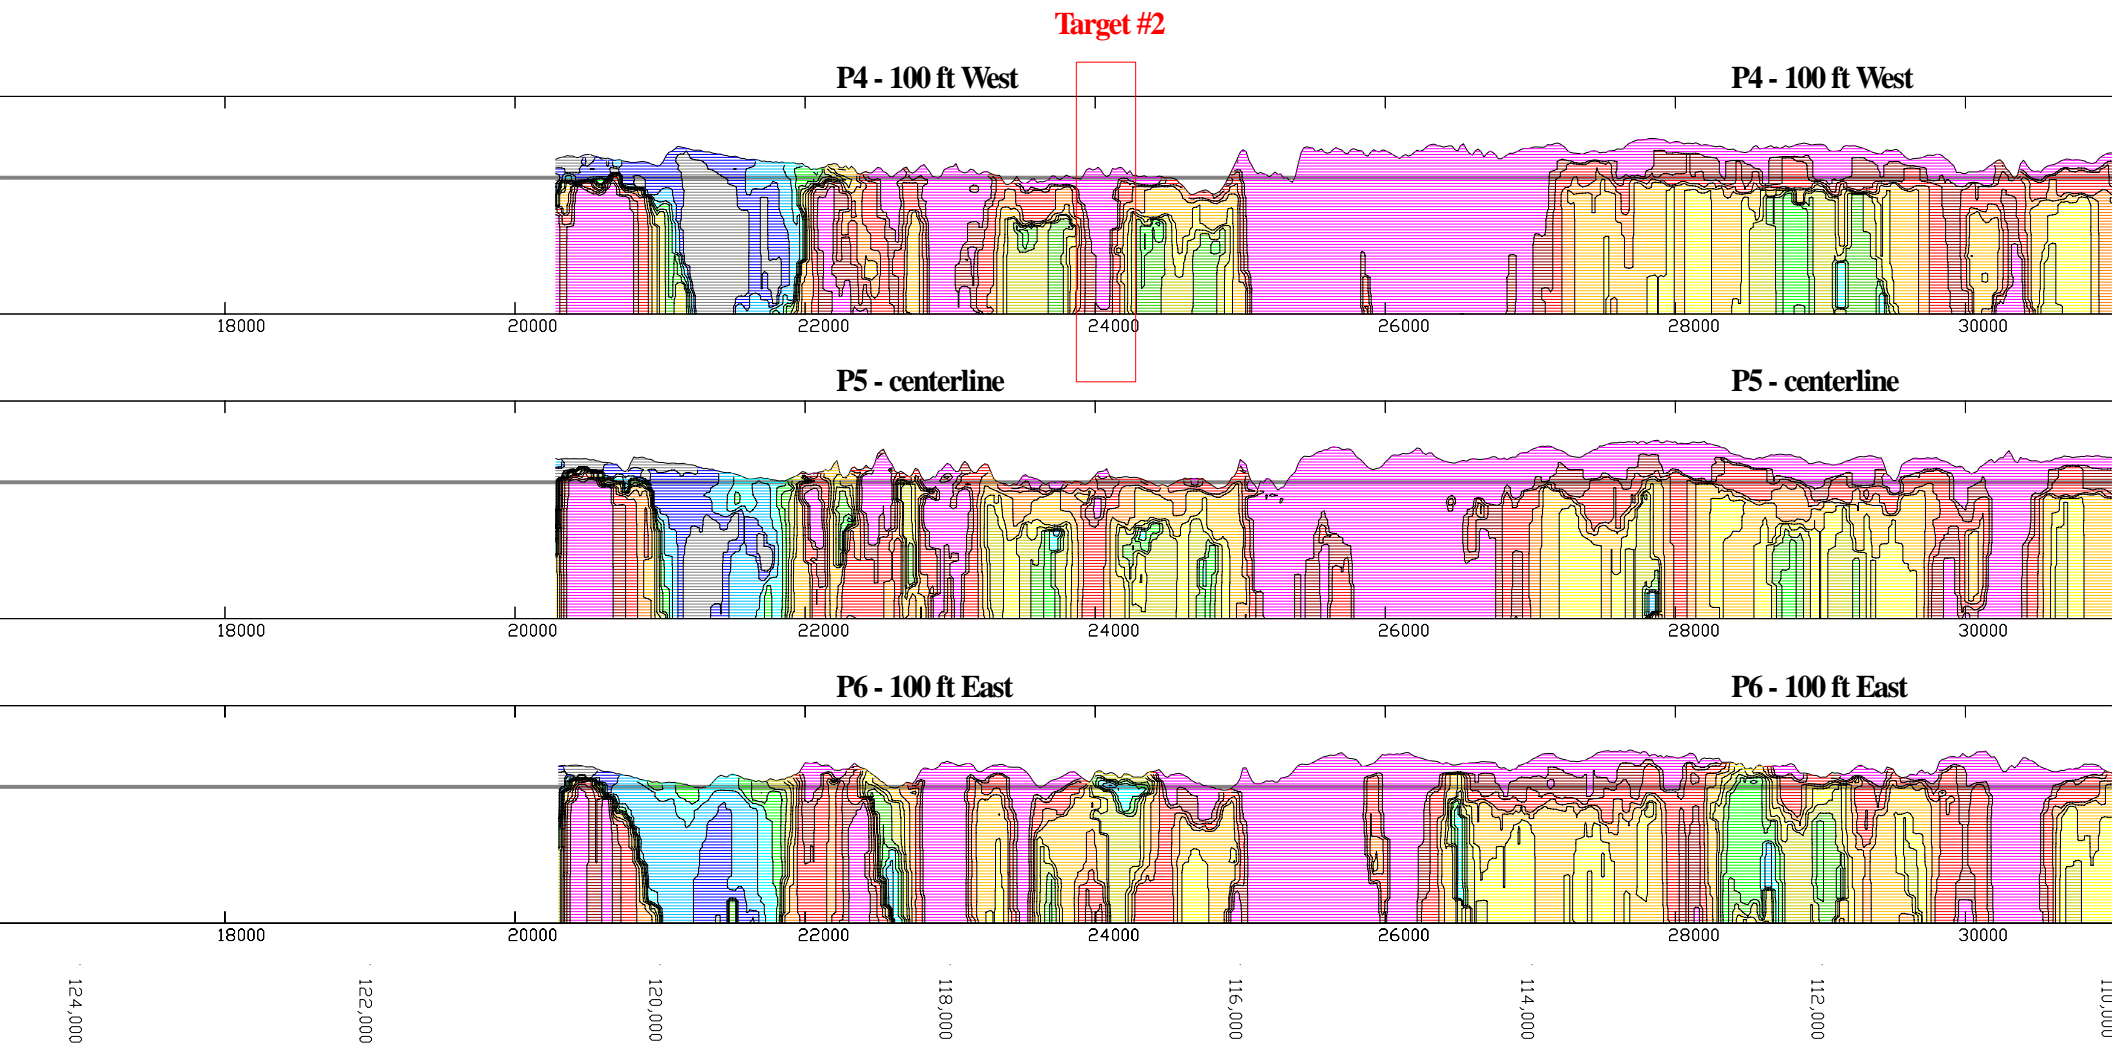 Target #2
P4 - 100 ft West P4 - 100 ft West
18000 20000 22000 24000 26000 28000 30000
P5 - centerline P5 - centerline
18000 20000 22000 24000 26000 28000 30000
P6 - 100 ft East P6 - 100 ft East
18000 20000 22000 24000 26000 28000 30000
124,000 122,000 120,000 118,000 116,000 114,000 112,000 110,000